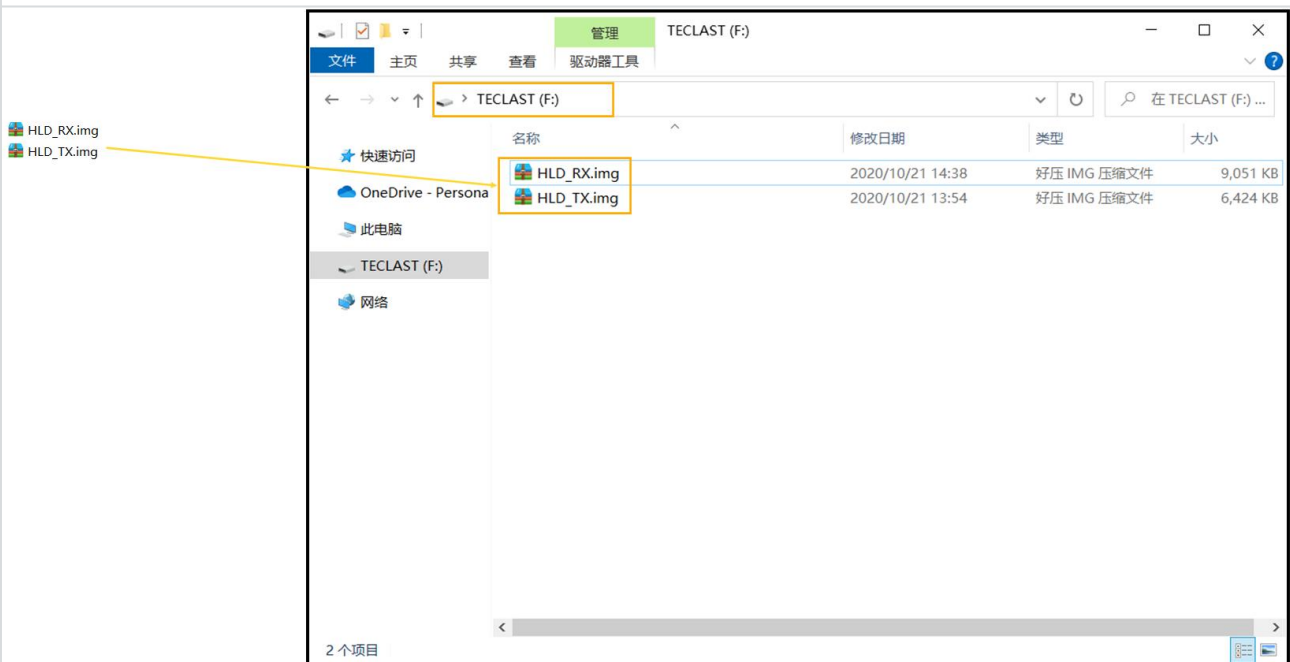 管理 TECLAST (F:)
文件 主页 共享 查看 驱动器工具
TECLAST (F:) 在 TECLAST (F:) ...
HLD_RX.img
HLD_TX.img
快速访问
OneDrive - Persona
此电脑
TECLAST (F:)
网络
名称 修改日期 类型 大小
HLD_RX.img 2020/10/21 14:38 好压 IMG 压缩文件 9,051 KB
HLD_TX.img 2020/10/21 13:54 好压 IMG 压缩文件 6,424 KB
2 个项目